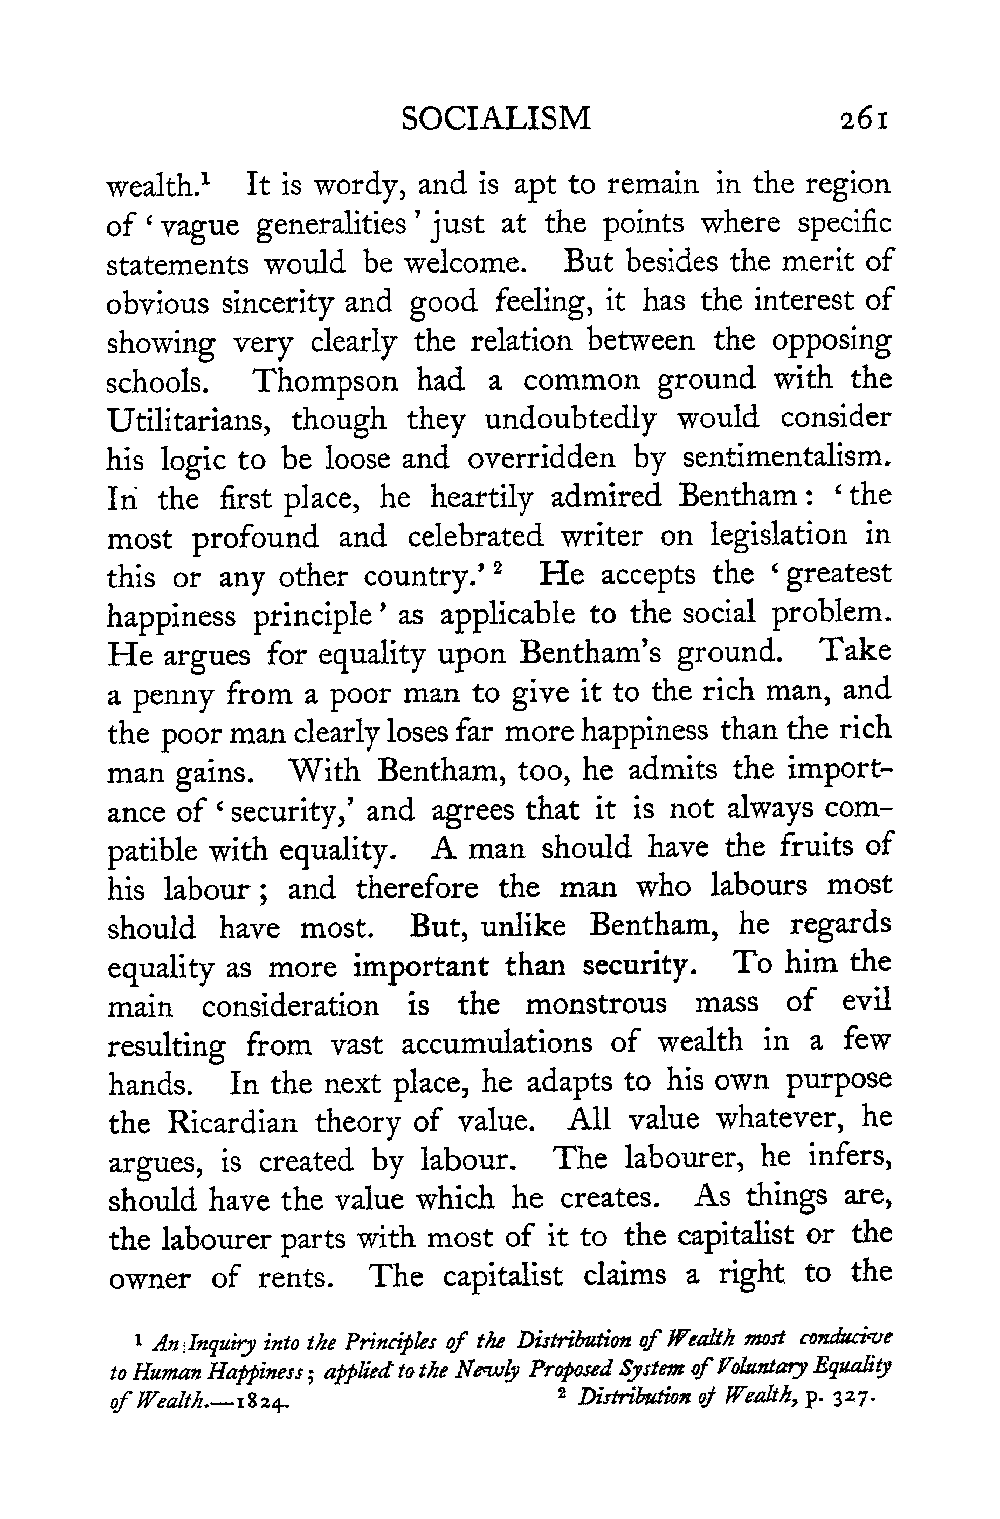 SOCIALISM 261
wealth.¹ It is wordy, and is apt to remain in the region
of ‘vague generalities’ just at the points where specific
statements would be welcome. But besides the merit of
obvious sincerity and good feeling, it has the interest of
showing very clearly the relation between the opposing
schools. Thompson had a common ground with the
Utilitarians, though they undoubtedly would consider
his logic to be loose and overridden by sentimentalism.
In the first place, he heartily admired Bentham: ‘the
most profound and celebrated writer on legislation in
this or any other country.’² He accepts the ‘greatest
happiness principle’ as applicable to the social problem.
He argues for equality upon Bentham’s ground. Take
a penny from a poor man to give it to the rich man, and
the poor man clearly loses far more happiness than the rich
man gains. With Bentham, too, he admits the import-
ance of ‘security,’ and agrees that it is not always com-
patible with equality. A man should have the fruits of
his labour; and therefore the man who labours most
should have most. But, unlike Bentham, he regards
equality as more important than security. To him the
main consideration is the monstrous mass of evil
resulting from vast accumulations of wealth in a few
hands. In the next place, he adapts to his own purpose
the Ricardian theory of value. All value whatever, he
argues, is created by labour. The labourer, he infers,
should have the value which he creates. As things are,
the labourer parts with most of it to the capitalist or the
owner of rents. The capitalist claims a right to the
¹ An Inquiry into the Principles of the Distribution of Wealth most conducive
to Human Happiness; applied to the Newly Proposed System of Voluntary Equality
of Wealth.—1824. ² Distribution of Wealth, p. 327.